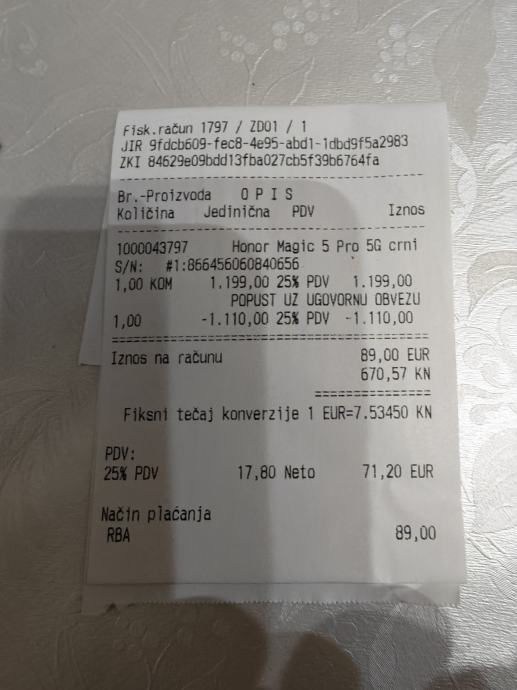 Fisk.račun 1797 / ZD01 / 1
JIR 9fdcb609-fec8-4e95-abd1-1dbd9f5a2983
ZKI 84629e09bdd13fba027cb5f39b6764fa
Br.-Proizvoda O P I S
Količina Jedinična PDV Iznos
1000043797 Honor Magic 5 Pro 5G crni
S/N: #1:866456060840656
1,00 KOM 1.199,00 25% PDV 1.199,00
POPUST UZ UGOVORNU OBVEZU
1,00 -1.110,00 25% PDV -1.110,00
Iznos na računu 89,00 EUR
670,57 KN
Fiksni tečaj konverzije 1 EUR=7.53450 KN
PDV:
25% PDV 17,80 Neto 71,20 EUR
Način plaćanja
RBA 89,00